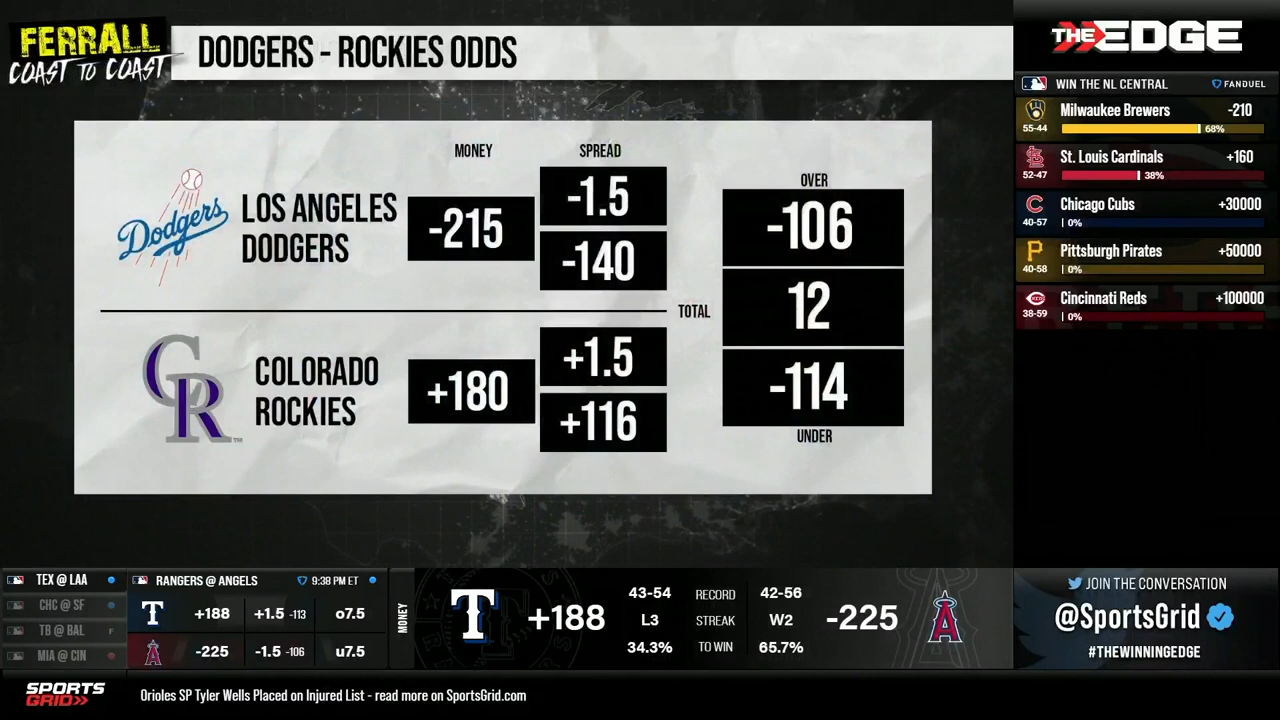 FERRALL
COAST TO COAST
DODGERS - ROCKIES ODDS
MONEY
SPREAD
OVER
Dodgers
LOS ANGELES
DODGERS
-215
-1.5
-140
-106
TOTAL
12
CR
TM
COLORADO
ROCKIES
+180
+1.5
+116
-114
UNDER
THE EDGE
WIN THE NL CENTRAL
FANDUEL
Milwaukee Brewers
-210
55-44
68%
St. Louis Cardinals
+160
52-47
38%
C
Chicago Cubs
+30000
40-57
0%
P
Pittsburgh Pirates
+50000
40-58
0%
REDS
Cincinnati Reds
+100000
38-59
0%
TEX @ LAA
CHC @ SF
TB @ BAL F
MIA @ CIN
RANGERS @ ANGELS
9:38 PM ET
T
+188
+1.5 -113
o7.5
A
-225
-1.5 -106
u7.5
MONEY
T
+188
43-54 RECORD 42-56
L3 STREAK W2
34.3% TO WIN 65.7%
-225
A
JOIN THE CONVERSATION
@SportsGrid
#THEWINNINGEDGE
SPORTS
GRID
Orioles SP Tyler Wells Placed on Injured List - read more on SportsGrid.com